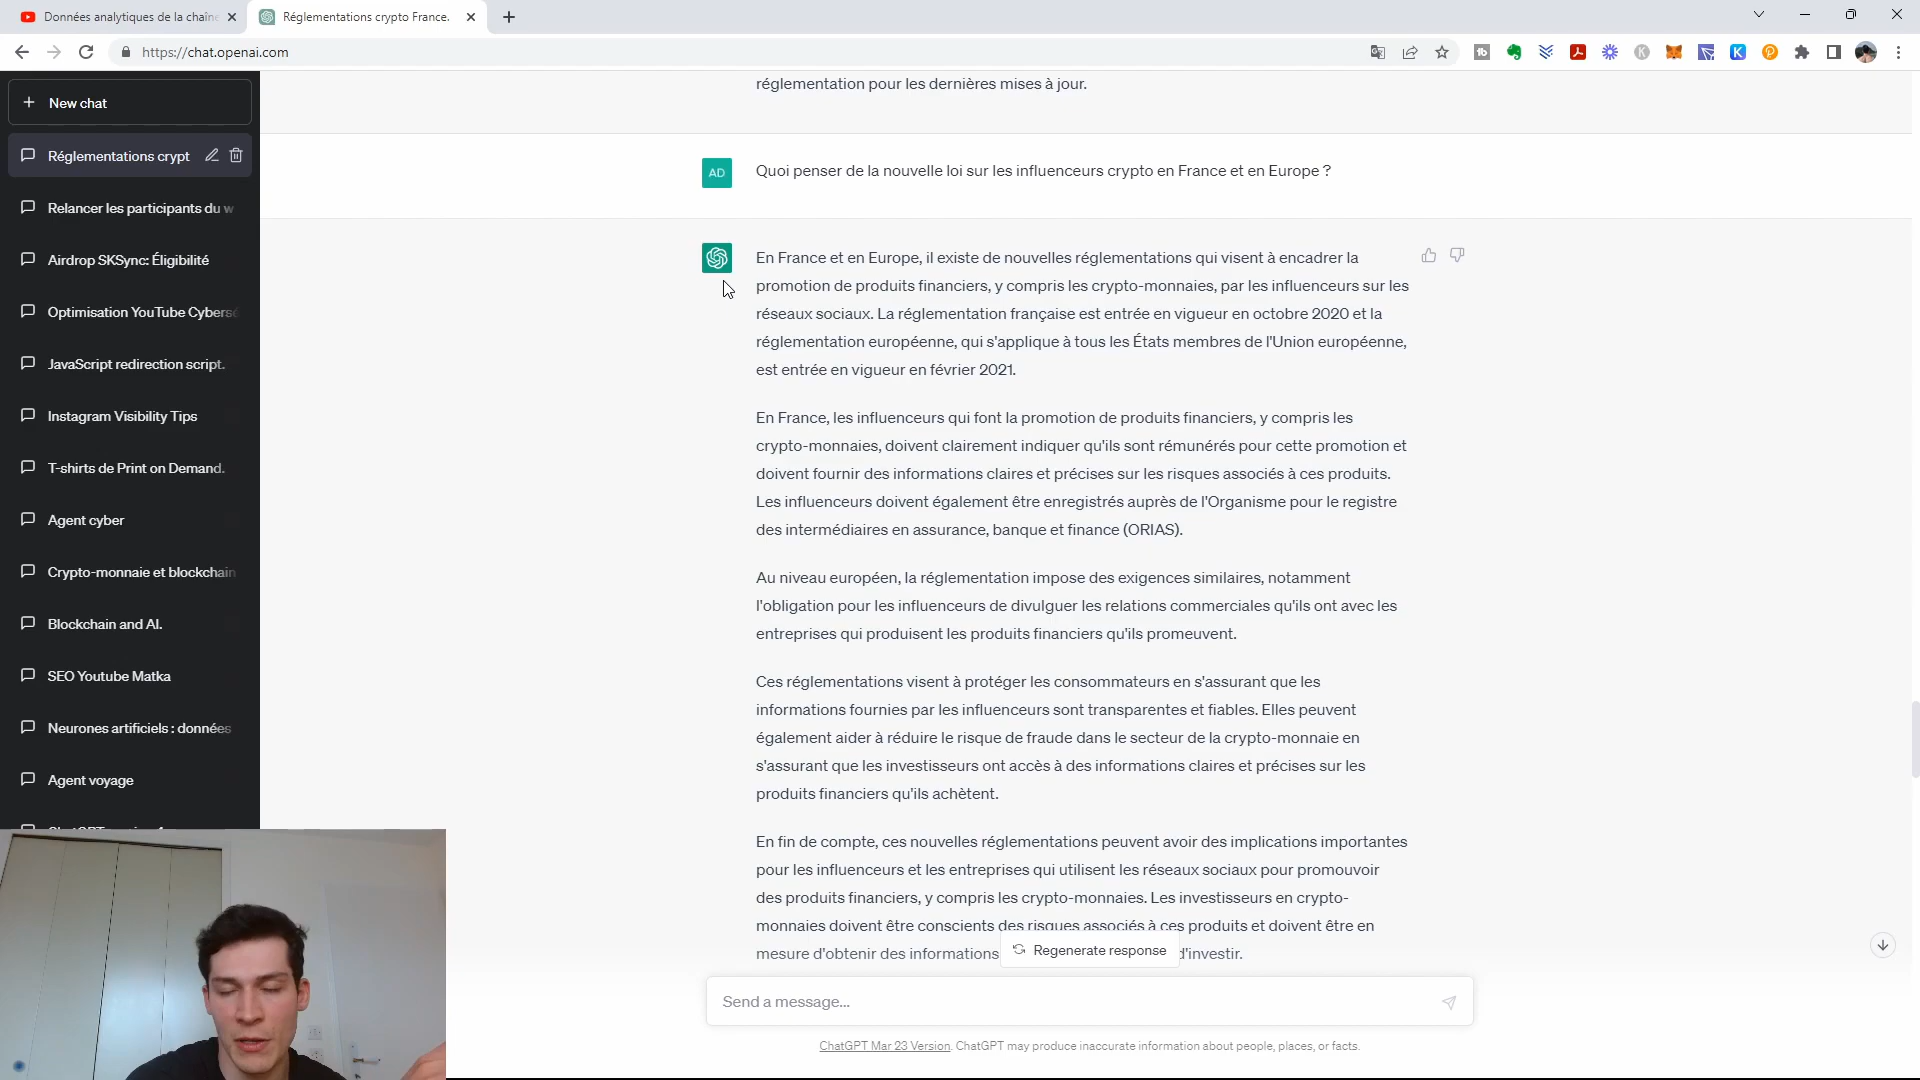 Données analytiques de la chaîne
Réglementations crypto France.
https://chat.openai.com
New chat
Réglementations crypt
Relancer les participants du w
Airdrop SKSync: Éligibilité
Optimisation YouTube Cybersé
JavaScript redirection script.
Instagram Visibility Tips
T-shirts de Print on Demand.
Agent cyber
Crypto-monnaie et blockchain
Blockchain and AI.
SEO Youtube Matka
Neurones artificiels : données
Agent voyage
réglementation pour les dernières mises à jour.
AD
Quoi penser de la nouvelle loi sur les influenceurs crypto en France et en Europe ?
En France et en Europe, il existe de nouvelles réglementations qui visent à encadrer la
promotion de produits financiers, y compris les crypto-monnaies, par les influenceurs sur les
réseaux sociaux. La réglementation française est entrée en vigueur en octobre 2020 et la
réglementation européenne, qui s'applique à tous les États membres de l'Union européenne,
est entrée en vigueur en février 2021.
En France, les influenceurs qui font la promotion de produits financiers, y compris les
crypto-monnaies, doivent clairement indiquer qu'ils sont rémunérés pour cette promotion et
doivent fournir des informations claires et précises sur les risques associés à ces produits.
Les influenceurs doivent également être enregistrés auprès de l'Organisme pour le registre
des intermédiaires en assurance, banque et finance (ORIAS).
Au niveau européen, la réglementation impose des exigences similaires, notamment
l'obligation pour les influenceurs de divulguer les relations commerciales qu'ils ont avec les
entreprises qui produisent les produits financiers qu'ils promeuvent.
Ces réglementations visent à protéger les consommateurs en s'assurant que les
informations fournies par les influenceurs sont transparentes et fiables. Elles peuvent
également aider à réduire le risque de fraude dans le secteur de la crypto-monnaie en
s'assurant que les investisseurs ont accès à des informations claires et précises sur les
produits financiers qu'ils achètent.
En fin de compte, ces nouvelles réglementations peuvent avoir des implications importantes
pour les influenceurs et les entreprises qui utilisent les réseaux sociaux pour promouvoir
des produits financiers, y compris les crypto-monnaies. Les investisseurs en crypto-
monnaies doivent être conscients des risques associés à ces produits et doivent être en
mesure d'obtenir des informations d'investir.
Regenerate response
Send a message...
ChatGPT Mar 23 Version. ChatGPT may produce inaccurate information about people, places, or facts.